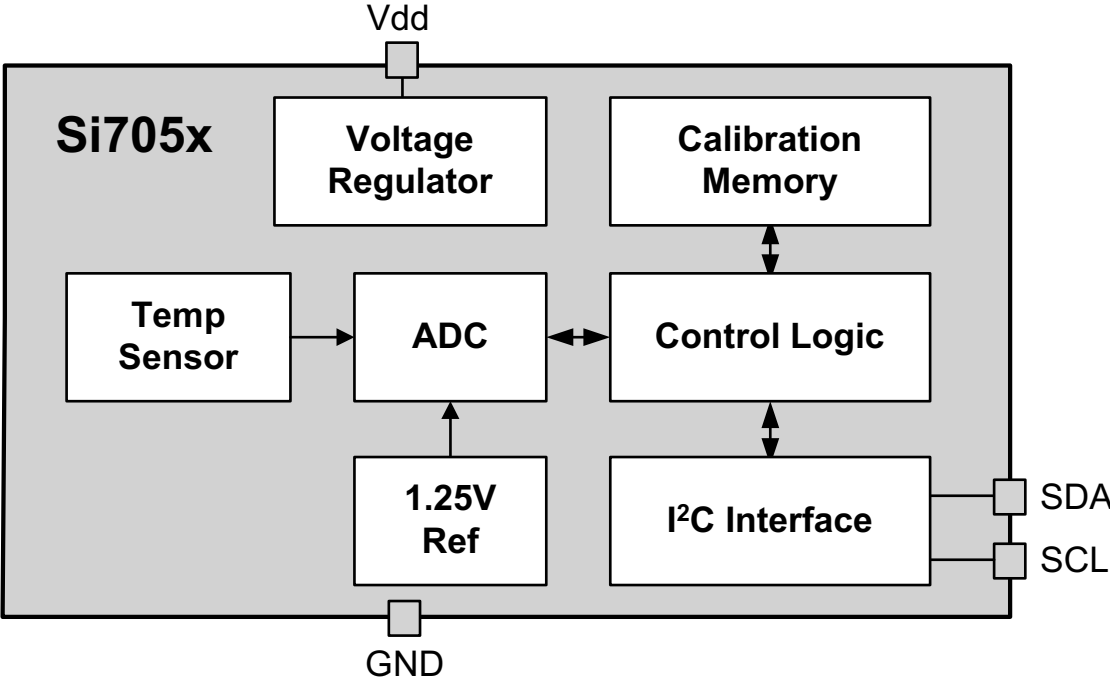 Vdd
Si705x
Voltage
Regulator
Calibration
Memory
Temp
Sensor
ADC
Control Logic
1.25V
Ref
I²C Interface
SDA
SCL
GND